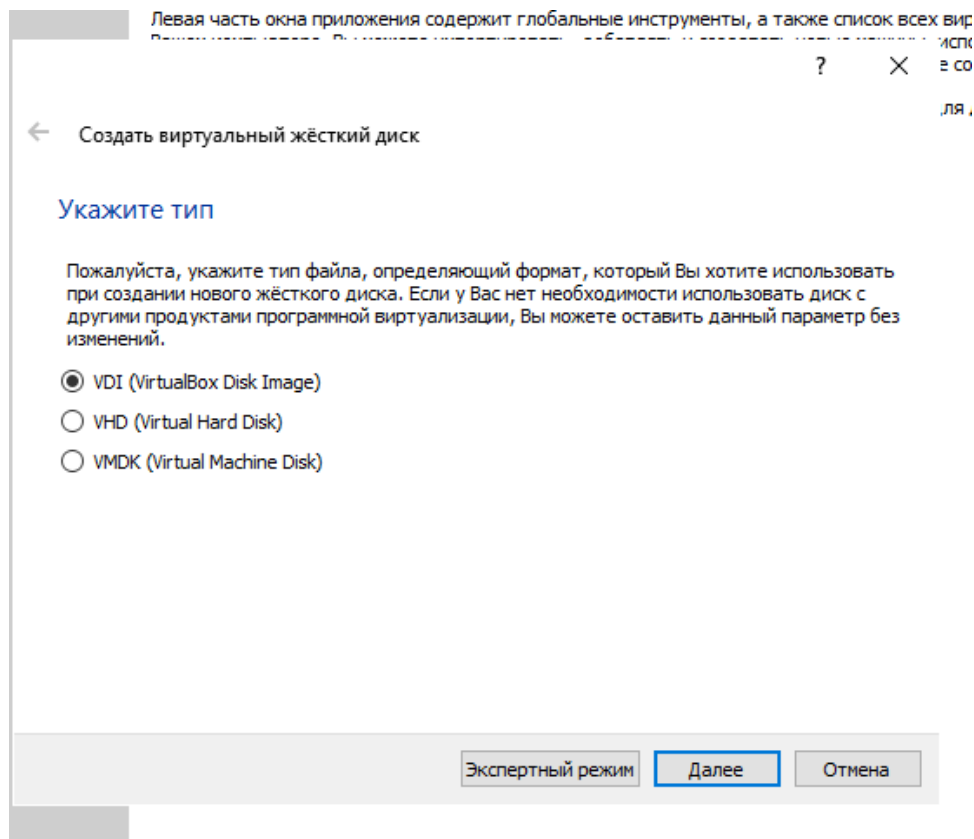 Левая часть окна приложения содержит глобальные инструменты, а также список всех вир
?
Создать виртуальный жёсткий диск
Укажите тип
Пожалуйста, укажите тип файла, определяющий формат, который Вы хотите использовать
при создании нового жёсткого диска. Если у Вас нет необходимости использовать диск с
другими продуктами программной виртуализации, Вы можете оставить данный параметр без
изменений.
VDI (VirtualBox Disk Image)
VHD (Virtual Hard Disk)
VMDK (Virtual Machine Disk)
Экспертный режим Далее Отмена